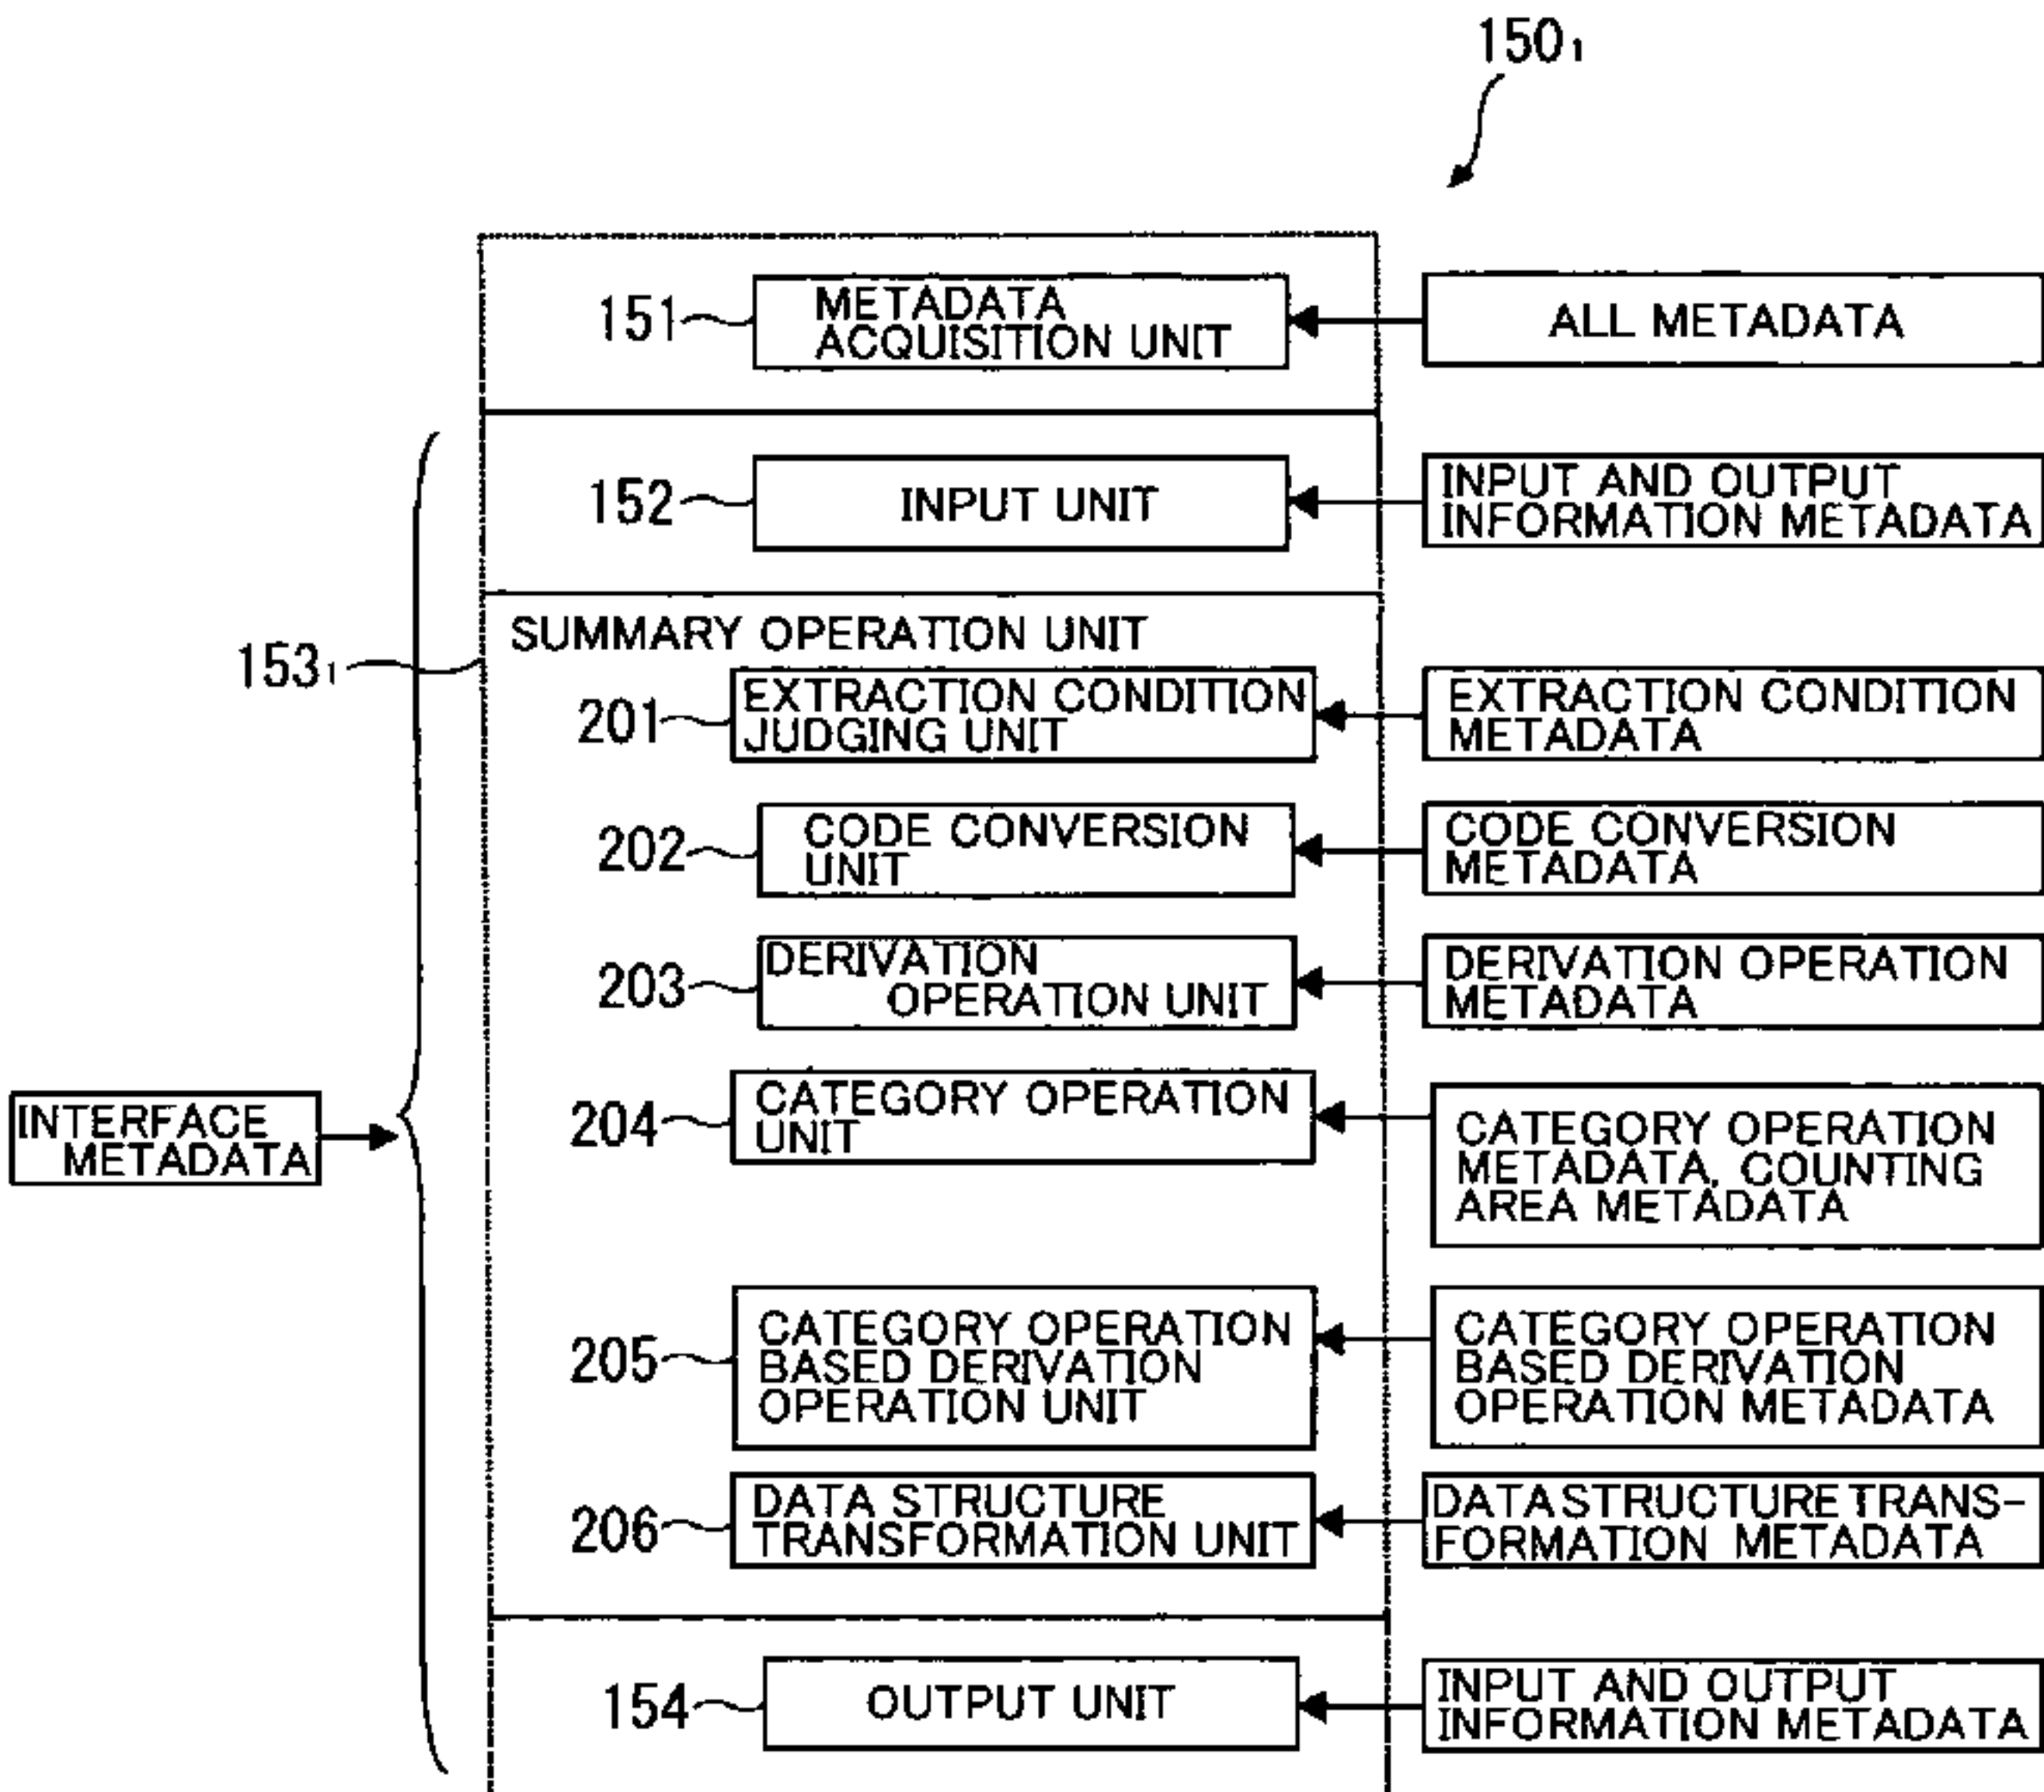 150₁
151
METADATA
ACQUISITION UNIT
ALL METADATA
152
INPUT UNIT
INPUT AND OUTPUT
INFORMATION METADATA
153₁
SUMMARY OPERATION UNIT
201
EXTRACTION CONDITION
JUDGING UNIT
EXTRACTION CONDITION
METADATA
202
CODE CONVERSION
UNIT
CODE CONVERSION
METADATA
203
DERIVATION
OPERATION UNIT
DERIVATION OPERATION
METADATA
INTERFACE
METADATA
204
CATEGORY OPERATION
UNIT
CATEGORY OPERATION
METADATA, COUNTING
AREA METADATA
205
CATEGORY OPERATION
BASED DERIVATION
OPERATION UNIT
CATEGORY OPERATION
BASED DERIVATION
OPERATION METADATA
206
DATA STRUCTURE
TRANSFORMATION UNIT
DATA STRUCTURE TRANS-
FORMATION METADATA
154
OUTPUT UNIT
INPUT AND OUTPUT
INFORMATION METADATA